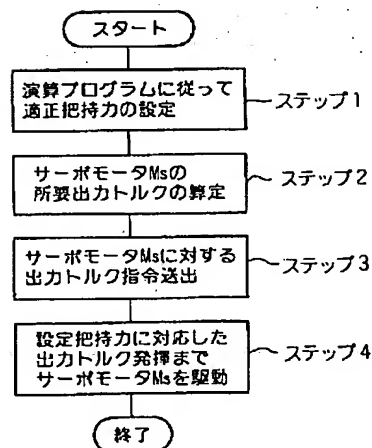 スタート
演算プログラムに従って
適正把持力の設定
ステップ1
サーボモータMsの
所要出力トルクの算定
ステップ2
サーボモータMsに対する
出力トルク指令送出
ステップ3
設定把持力に対応した
出力トルク発揮まで
サーボモータMsを駆動
ステップ4
終了